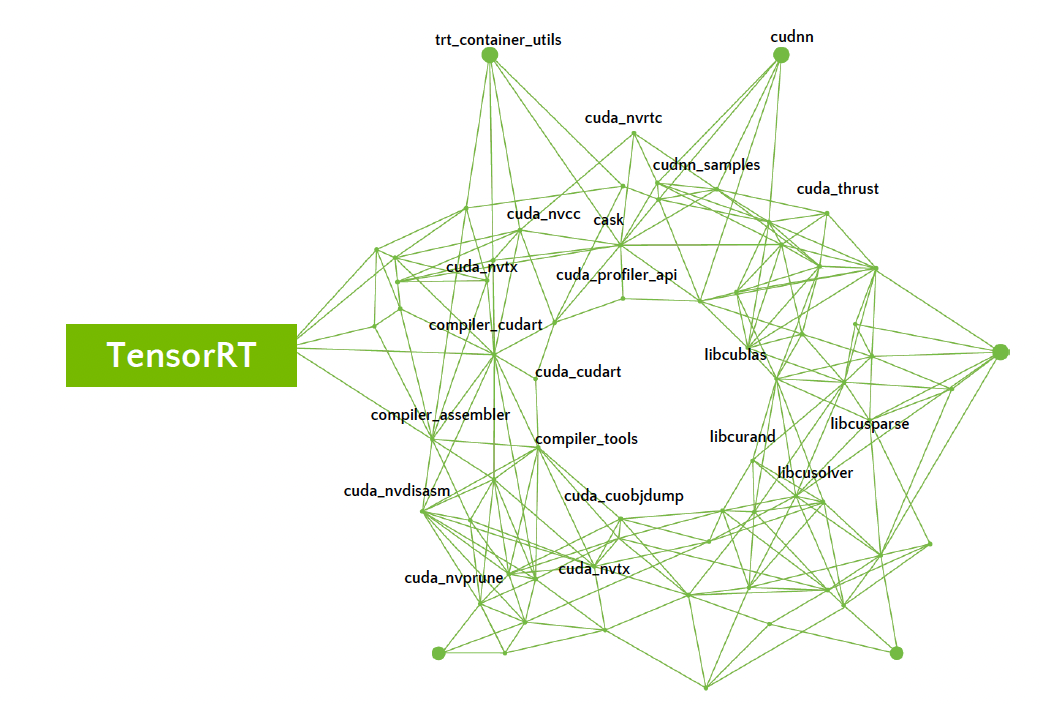 trt_container_utils
cudnn
cuda_nvrtc
cudnn_samples
cuda_thrust
cuda_nvcc
cask
cuda_nvtx
cuda_profiler_api
compiler_cudart
TensorRT
libcublas
cuda_cudart
compiler_assembler
libcusparse
compiler_tools
libcurand
libcusolver
cuda_nvdisasm
cuda_cuobjdump
cuda_nvprune
cuda_nvtx